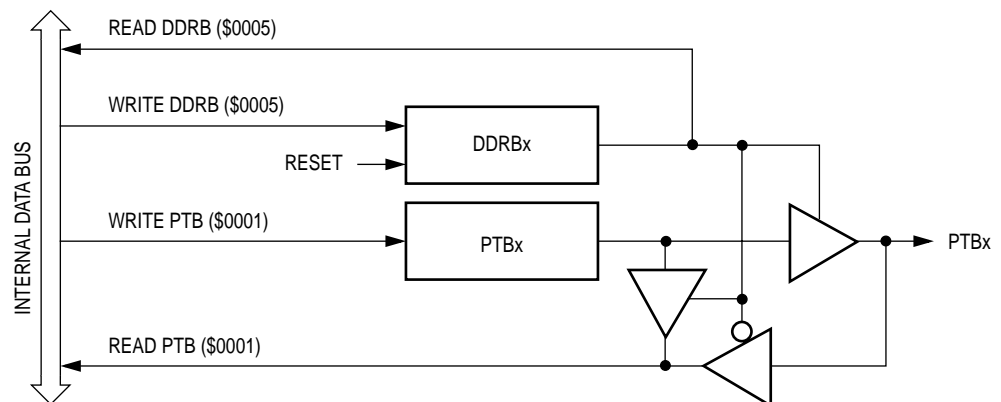 READ DDRB ($0005)
WRITE DDRB ($0005)
DDRBx
RESET
WRITE PTB ($0001)
PTBx
PTBx
READ PTB ($0001)
INTERNAL DATA BUS